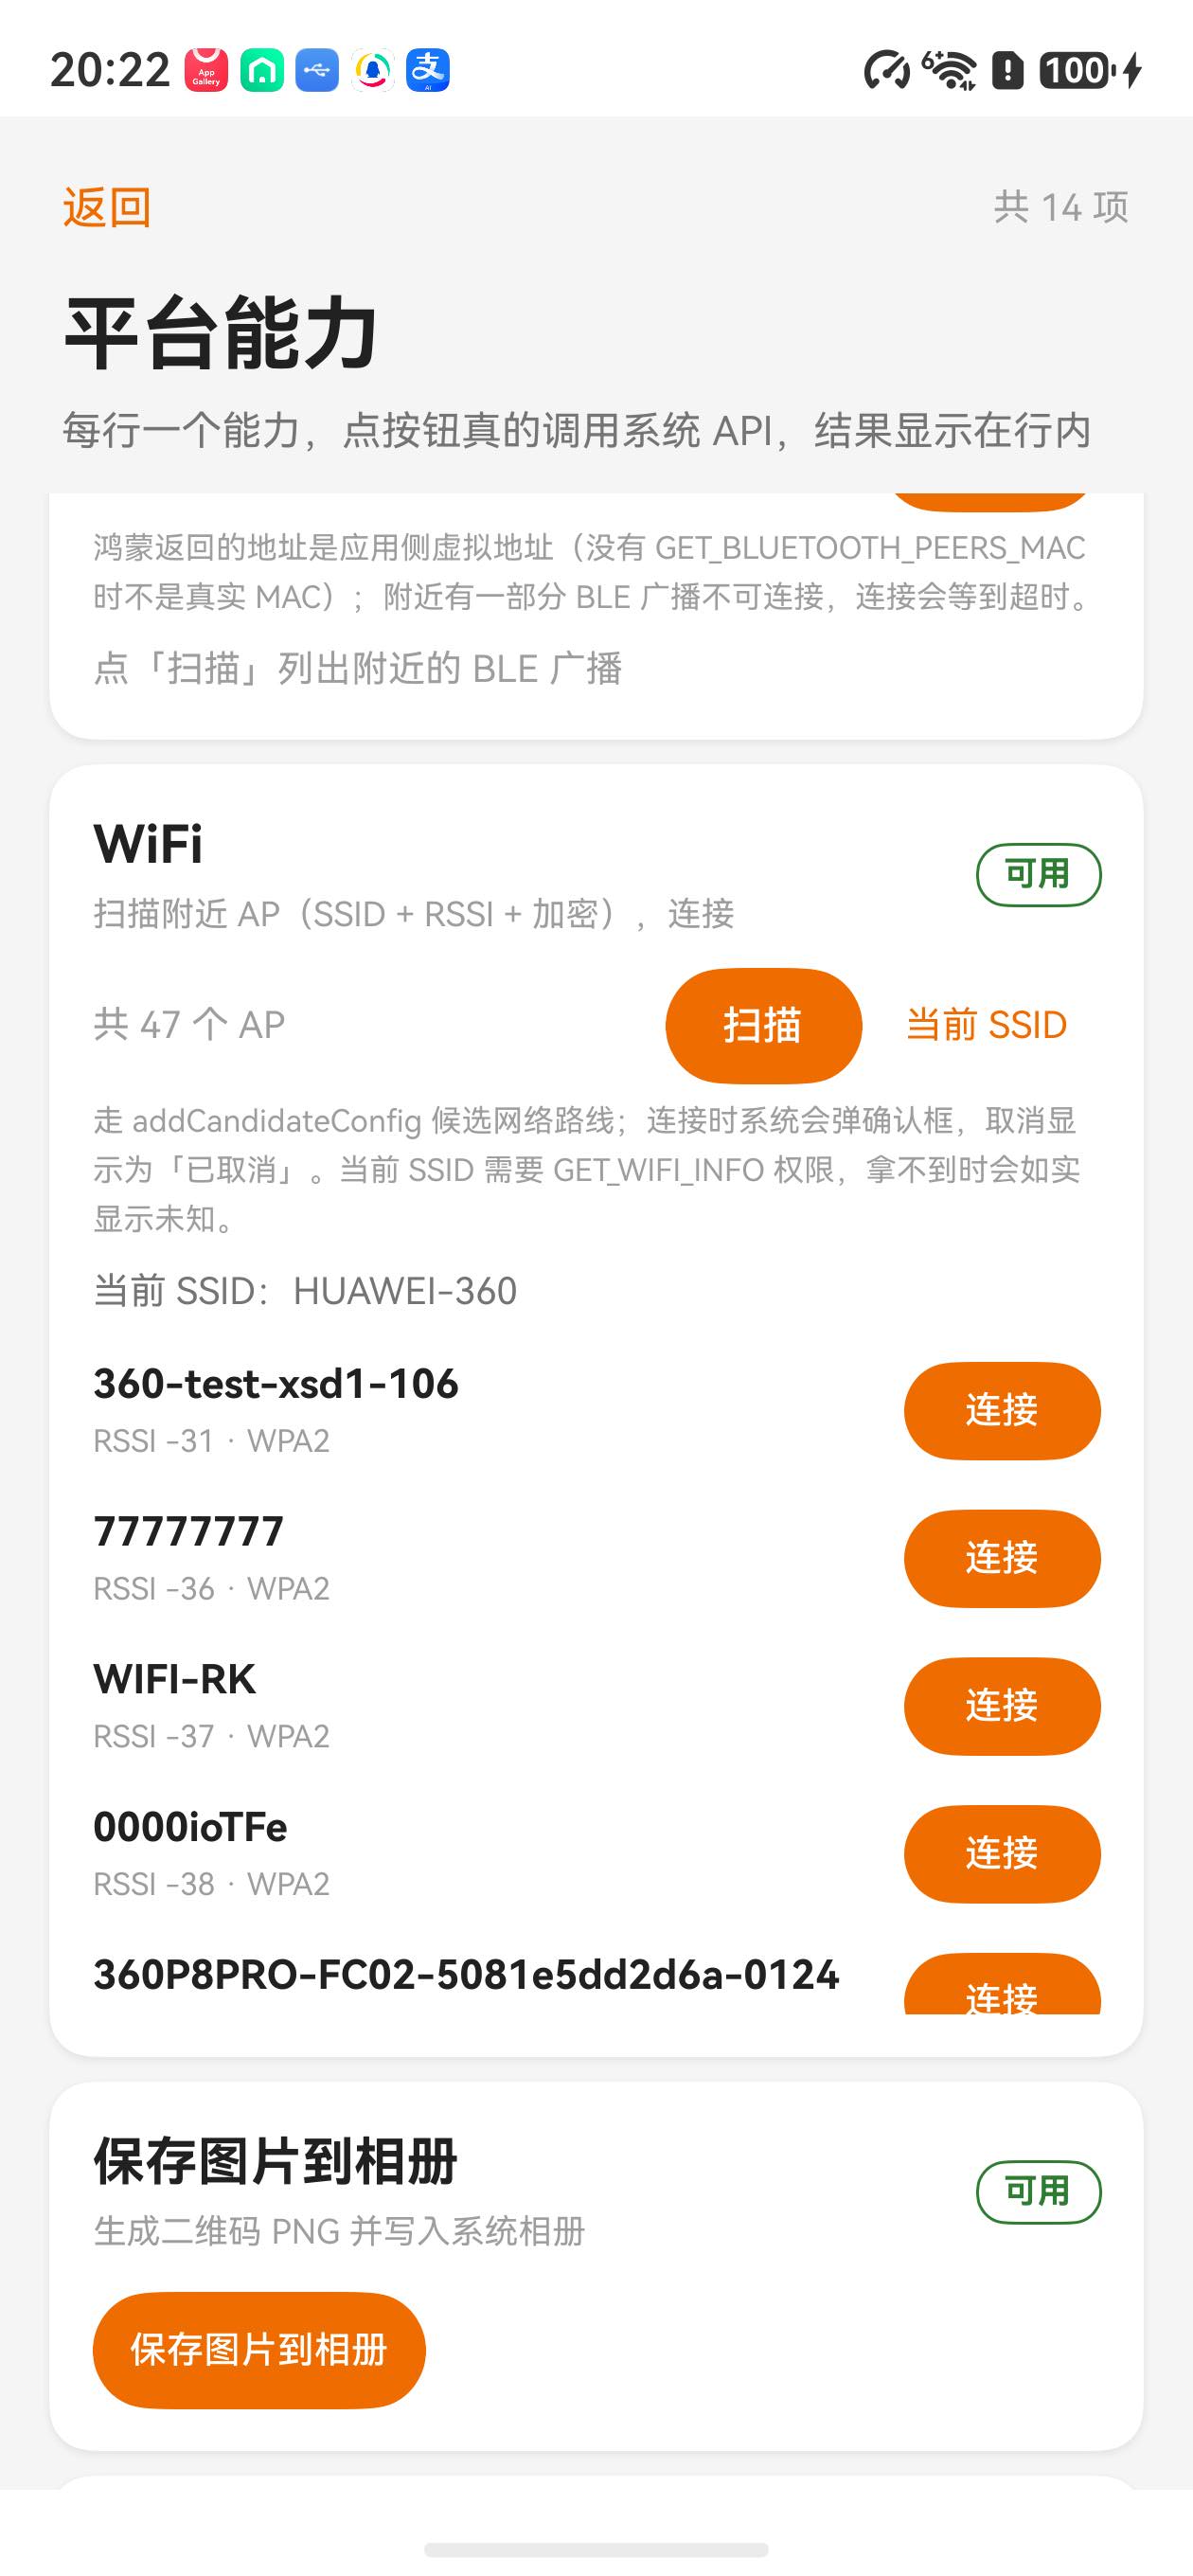 20:22
App
Gallery
支
AI
6+
100
返回
共 14 项
平台能力
每行一个能力，点按钮真的调用系统 API，结果显示在行内
鸿蒙返回的地址是应用侧虚拟地址（没有 GET_BLUETOOTH_PEERS_MAC
时不是真实 MAC）；附近有一部分 BLE 广播不可连接，连接会等到超时。
点「扫描」列出附近的 BLE 广播
WiFi
可用
扫描附近 AP（SSID + RSSI + 加密），连接
共 47 个 AP
扫描
当前 SSID
走 addCandidateConfig 候选网络路线；连接时系统会弹确认框，取消显
示为「已取消」。当前 SSID 需要 GET_WIFI_INFO 权限，拿不到时会如实
显示未知。
当前 SSID：HUAWEI-360
360-test-xsd1-106
RSSI -31 · WPA2
连接
77777777
RSSI -36 · WPA2
连接
WIFI-RK
RSSI -37 · WPA2
连接
0000ioTFe
RSSI -38 · WPA2
连接
360P8PRO-FC02-5081e5dd2d6a-0124
连接
保存图片到相册
可用
生成二维码 PNG 并写入系统相册
保存图片到相册